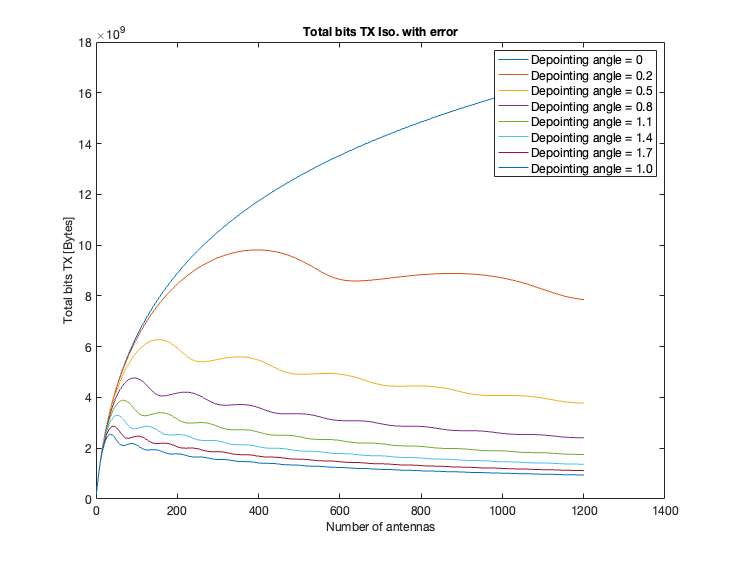 Total bits TX Iso. with error
×10⁹
18
16
14
12
10
8
6
4
2
0
Total bits TX [Bytes]
0 200 400 600 800 1000 1200 1400
Number of antennas
Depointing angle = 0
Depointing angle = 0.2
Depointing angle = 0.5
Depointing angle = 0.8
Depointing angle = 1.1
Depointing angle = 1.4
Depointing angle = 1.7
Depointing angle = 1.0